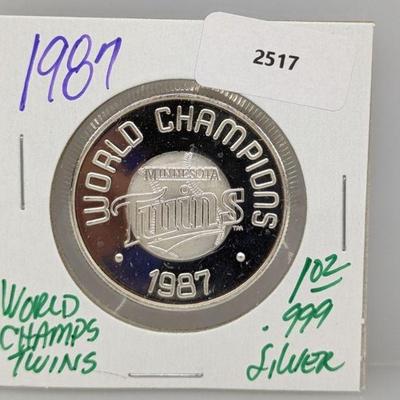 1987
2517
WORLD CHAMPIONS
MINNESOTA
Twins
TM
• 1987 •
WORLD
CHAMPS
TWINS
1oz
.999
SILVER